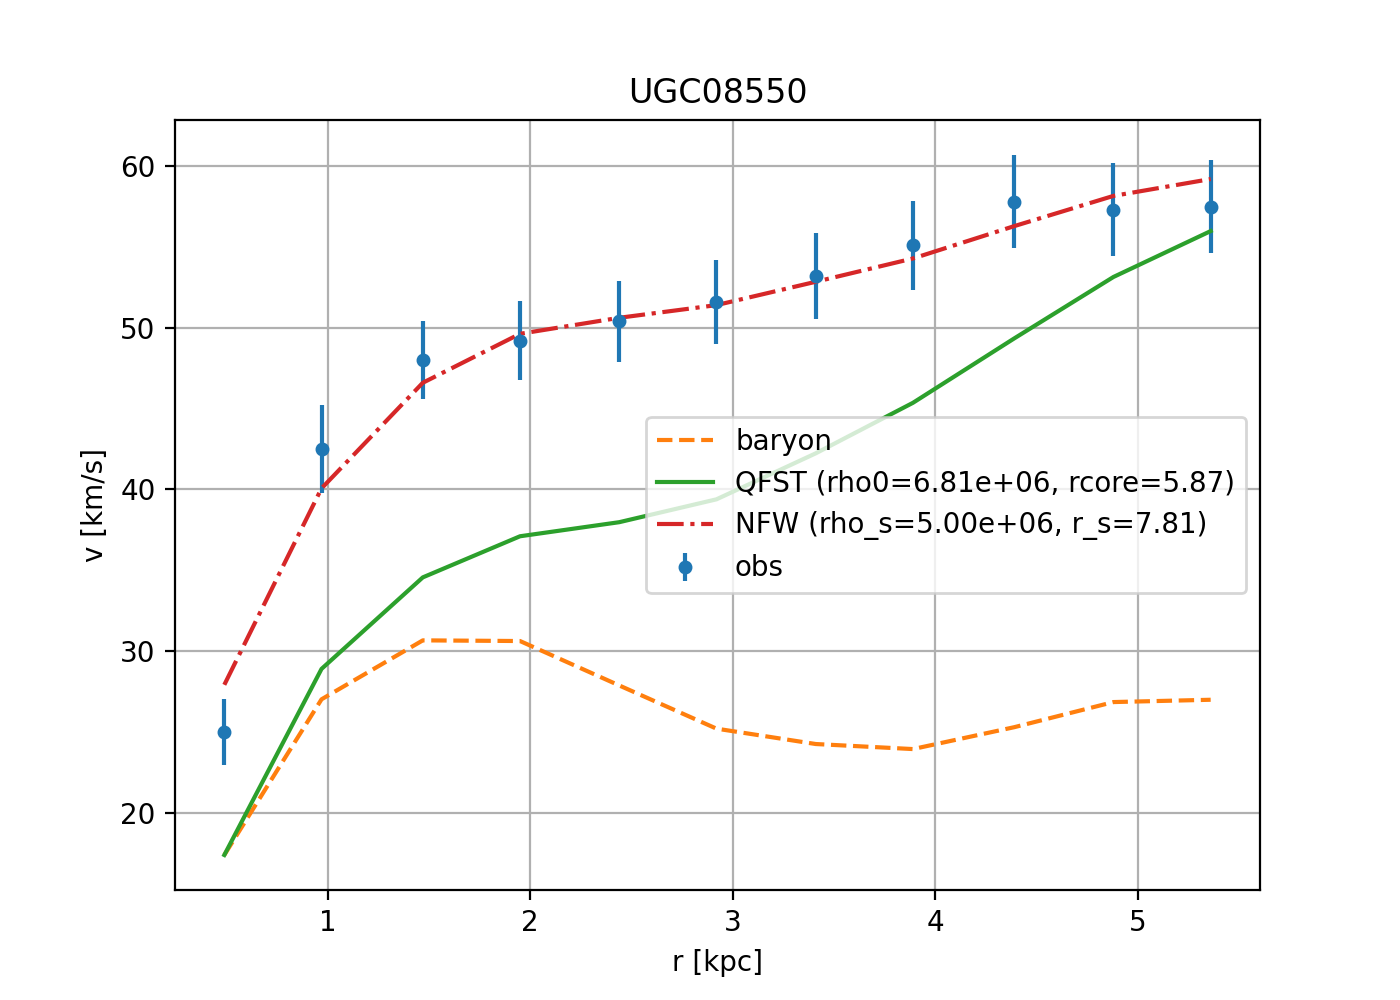 UGC08550
60
50
40
30
20
v [km/s]
baryon
QFST (rho0=6.81e+06, rcore=5.87)
NFW (rho_s=5.00e+06, r_s=7.81)
obs
1 2 3 4 5
r [kpc]